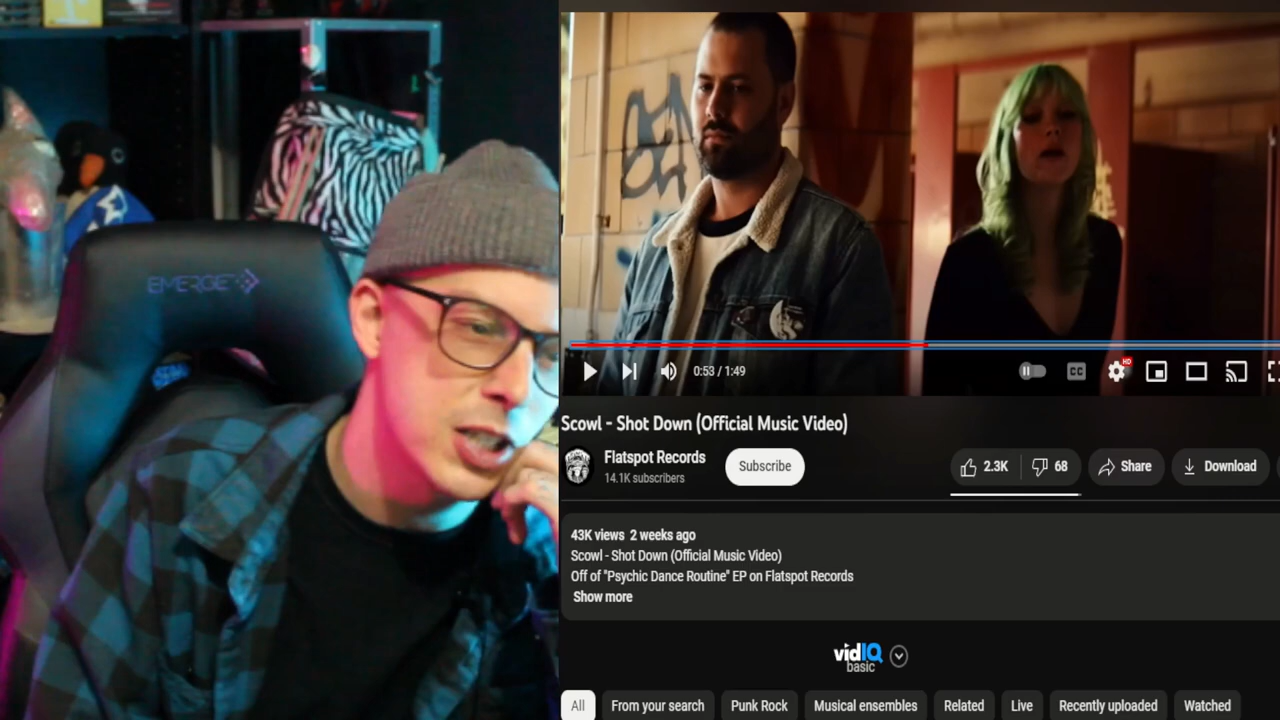 EMERGE
HD
CC
0:53 / 1:49
Scowl - Shot Down (Official Music Video)
Flatspot Records
14.1K subscribers
Subscribe
2.3K
68
Share
Download
43K views 2 weeks ago
Scowl - Shot Down (Official Music Video)
Off of "Psychic Dance Routine" EP on Flatspot Records
Show more
vidIQ
basic
All
From your search
Punk Rock
Musical ensembles
Related
Live
Recently uploaded
Watched